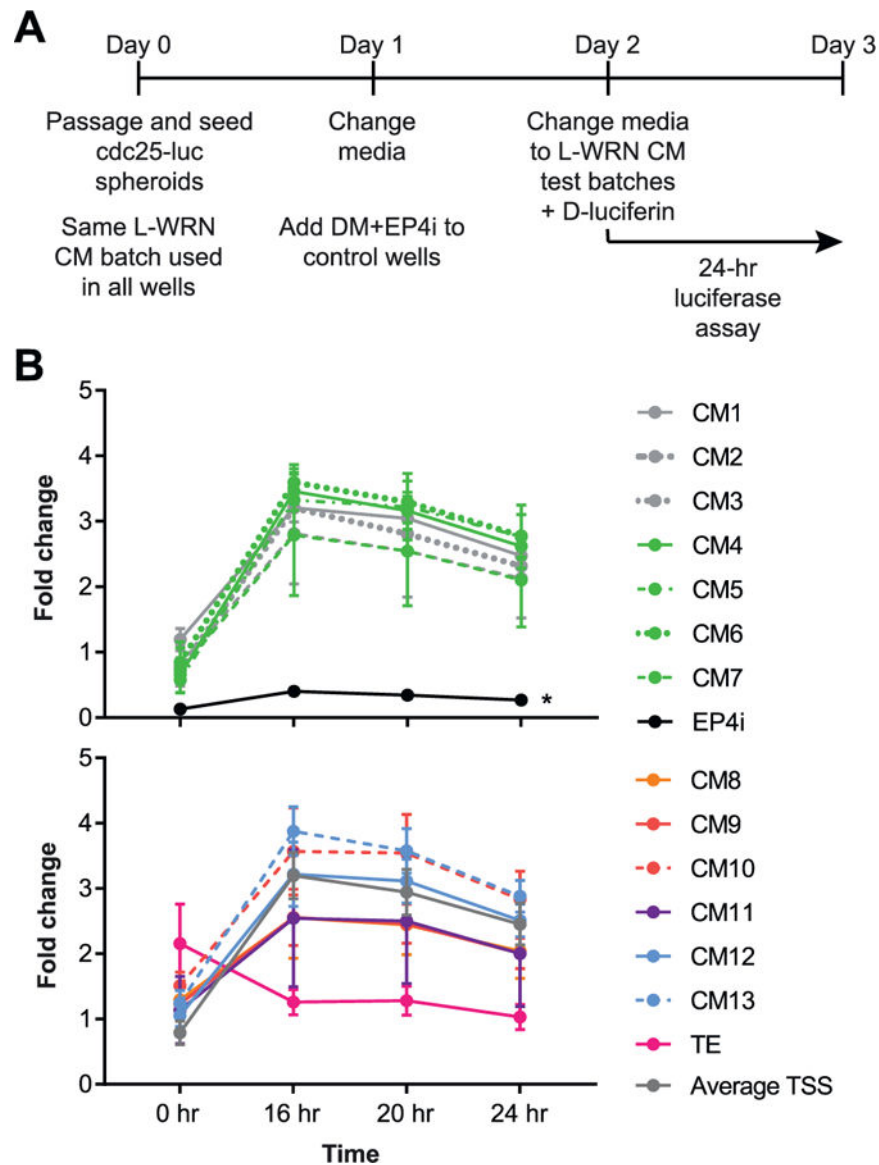 A
Day 0 Day 1 Day 2 Day 3
Passage and seed
cdc25-luc
spheroids
Same L-WRN
CM batch used
in all wells
Change
media
Add DM+EP4i to
control wells
Change media
to L-WRN CM
test batches
+ D-luciferin
24-hr
luciferase
assay
B
Fold change
5
4
3
2
1
0
*
CM1
CM2
CM3
CM4
CM5
CM6
CM7
EP4i
Fold change
5
4
3
2
1
0
0 hr 16 hr 20 hr 24 hr
Time
CM8
CM9
CM10
CM11
CM12
CM13
TE
Average TSS